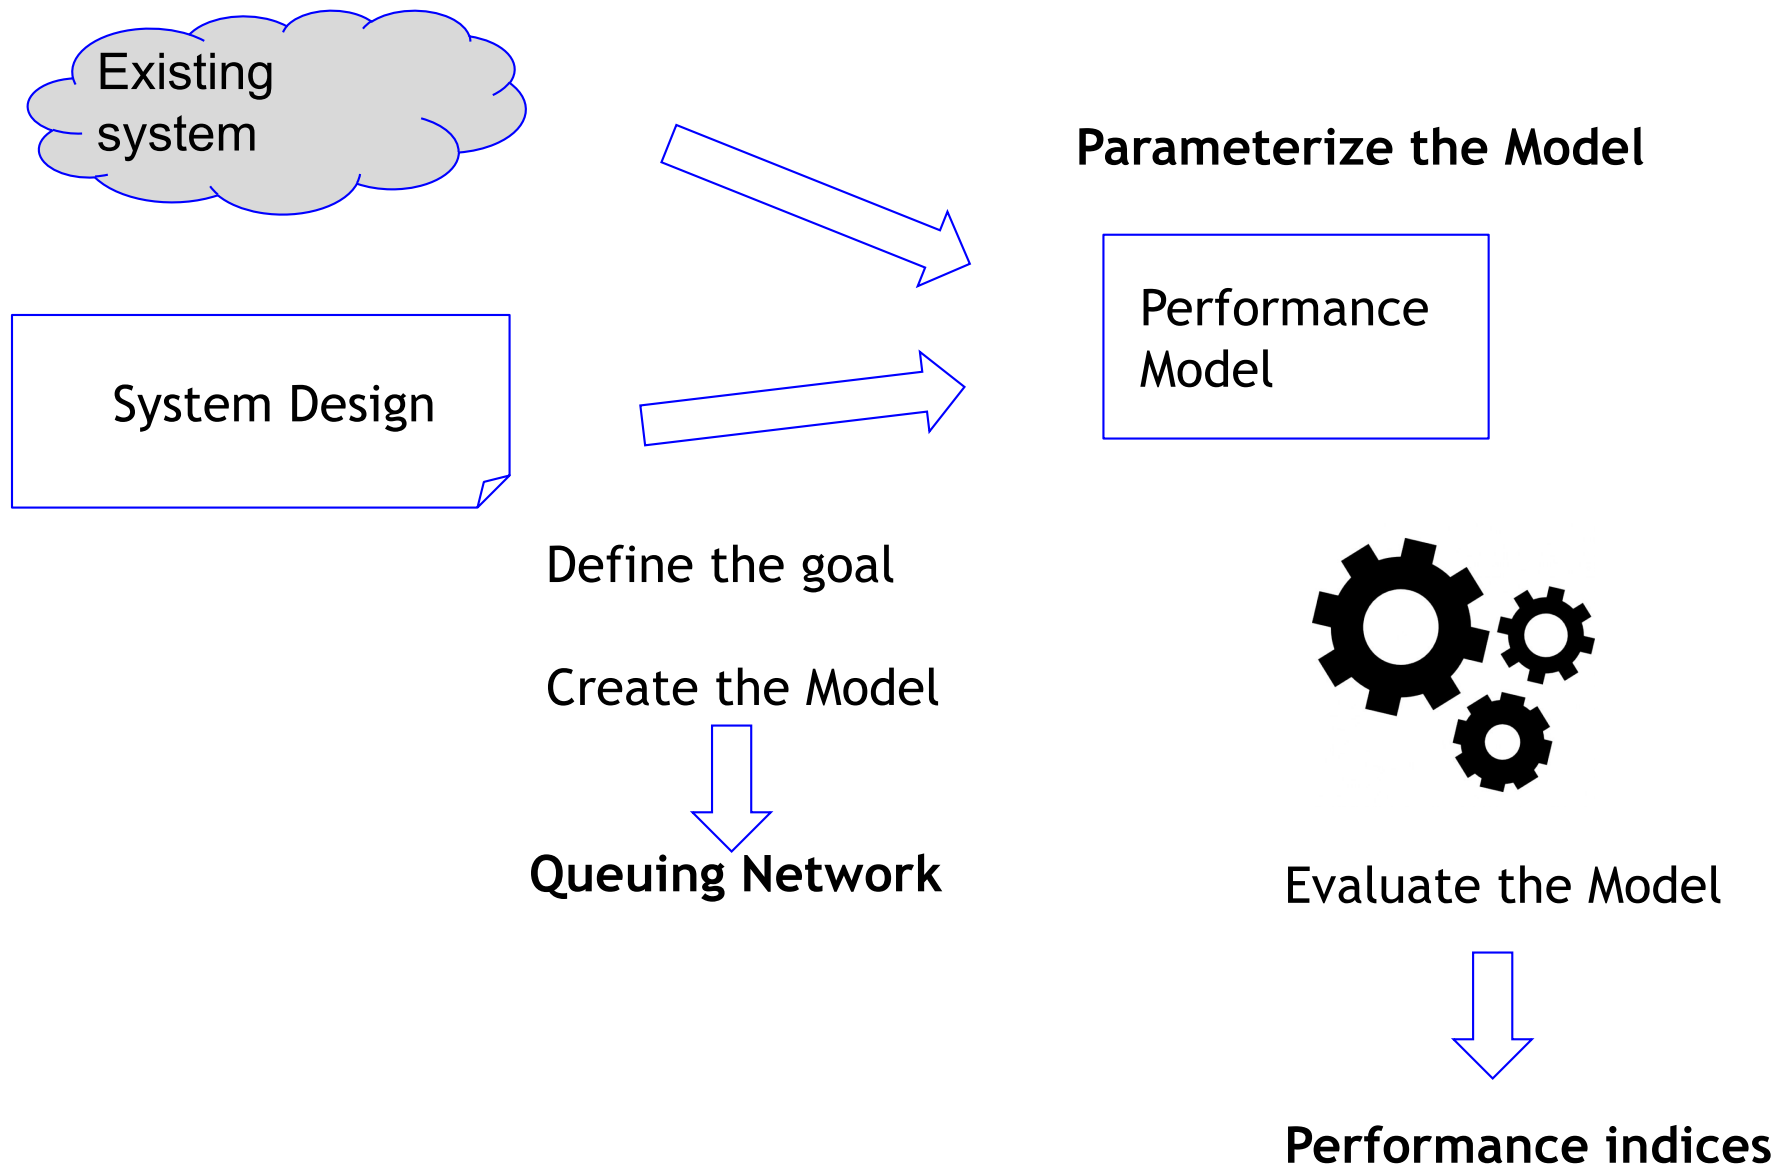 Existing
system
Parameterize the Model
Performance
Model
System Design
Define the goal
Create the Model
Queuing Network
Evaluate the Model
Performance indices